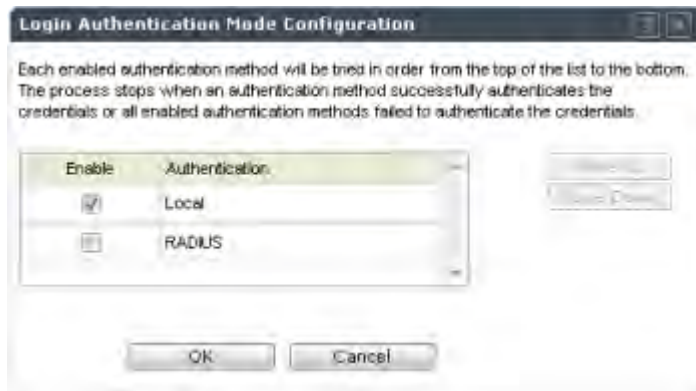 Login Authentication Mode Configuration
Each enabled authentication method will be tried in order from the top of the list to the bottom.
The process stops when an authentication method successfully authenticates the
credentials or all enabled authentication methods failed to authenticate the credentials.
Enable Authentication
Local
RADIUS
OK Cancel